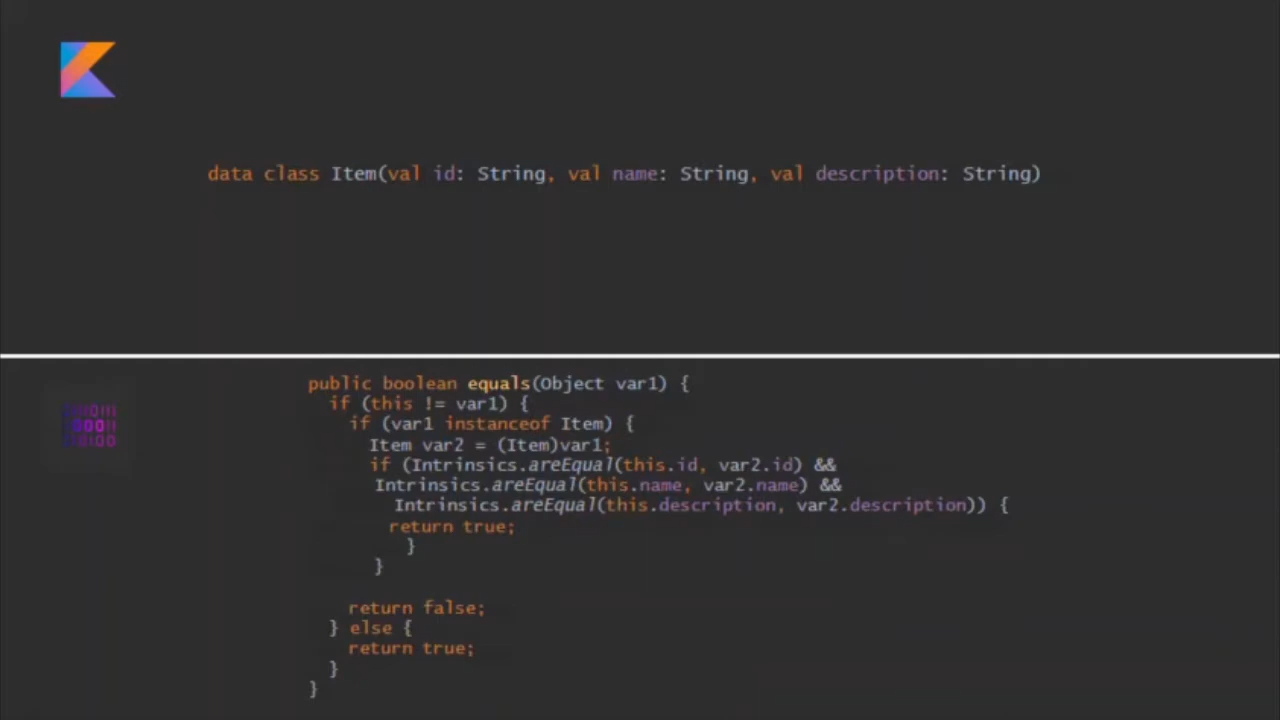 data class Item(val id: String, val name: String, val description: String)
public boolean equals(Object var1) {
if (this != var1) {
if (var1 instanceof Item) {
Item var2 = (Item)var1;
if (Intrinsics.areEqual(this.id, var2.id) &&
Intrinsics.areEqual(this.name, var2.name) &&
Intrinsics.areEqual(this.description, var2.description)) {
return true;
}
}
return false;
} else {
return true;
}
}